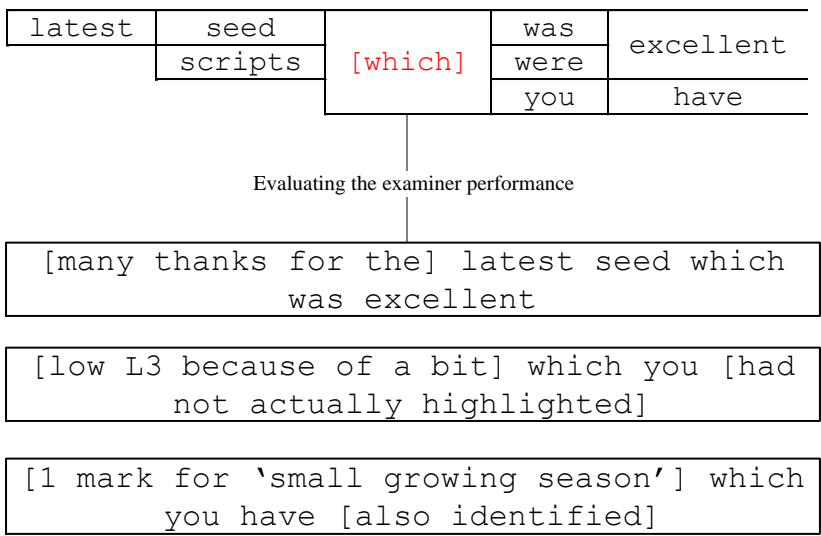 latest seed [which] was excellent
scripts were
you have
Evaluating the examiner performance
[many thanks for the] latest seed which
was excellent
[low L3 because of a bit] which you [had
not actually highlighted]
[1 mark for ‘small growing season’] which
you have [also identified]